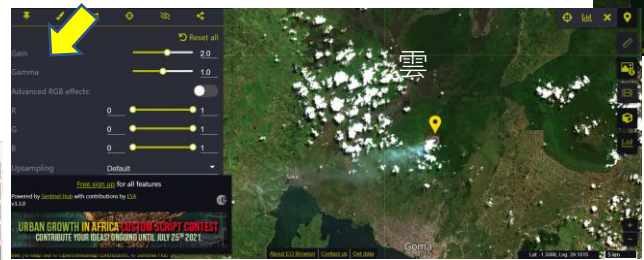 Reset all
Gain 2.0
Gamma 1.0
Advanced RGB effects:
R 0 1
G 0 1
B 0 1
Upsampling Default
Free sign up for all features
Powered by Sentinel Hub with contributions by ESA
v3.3.0
URBAN GROWTH IN AFRICA CUSTOM SCRIPT CONTEST
CONTRIBUTE YOUR IDEAS! ONGOING UNTIL JULY 25TH 2021
雲
Sake
Goma
About EO Browser Contact us Get data
5 km